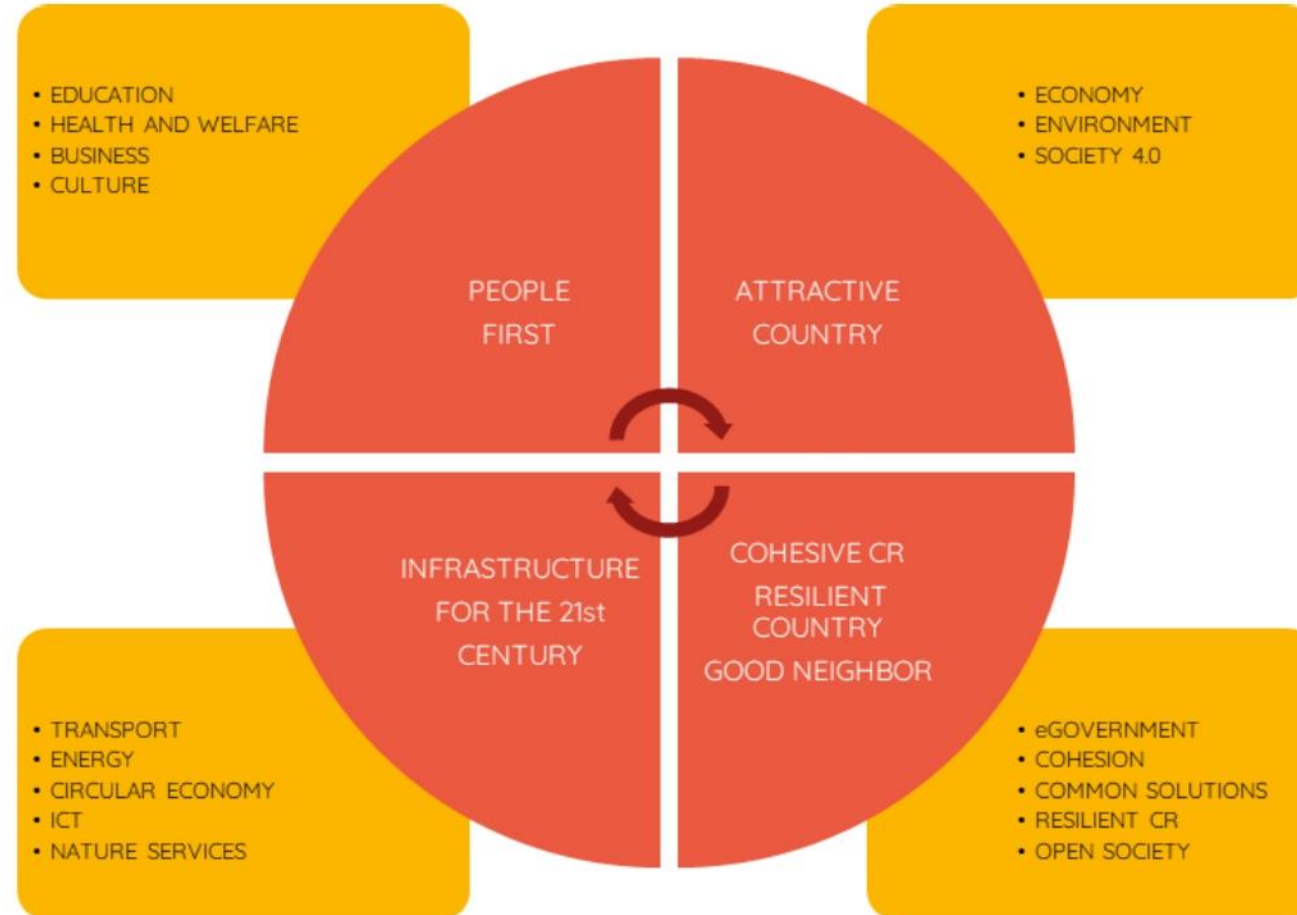 • EDUCATION
• HEALTH AND WELFARE
• BUSINESS
• CULTURE
• ECONOMY
• ENVIRONMENT
• SOCIETY 4.0
PEOPLE
FIRST
ATTRACTIVE
COUNTRY
INFRASTRUCTURE
FOR THE 21st
CENTURY
COHESIVE CR
RESILIENT
COUNTRY
GOOD NEIGHBOR
• TRANSPORT
• ENERGY
• CIRCULAR ECONOMY
• ICT
• NATURE SERVICES
• eGOVERNMENT
• COHESION
• COMMON SOLUTIONS
• RESILIENT CR
• OPEN SOCIETY